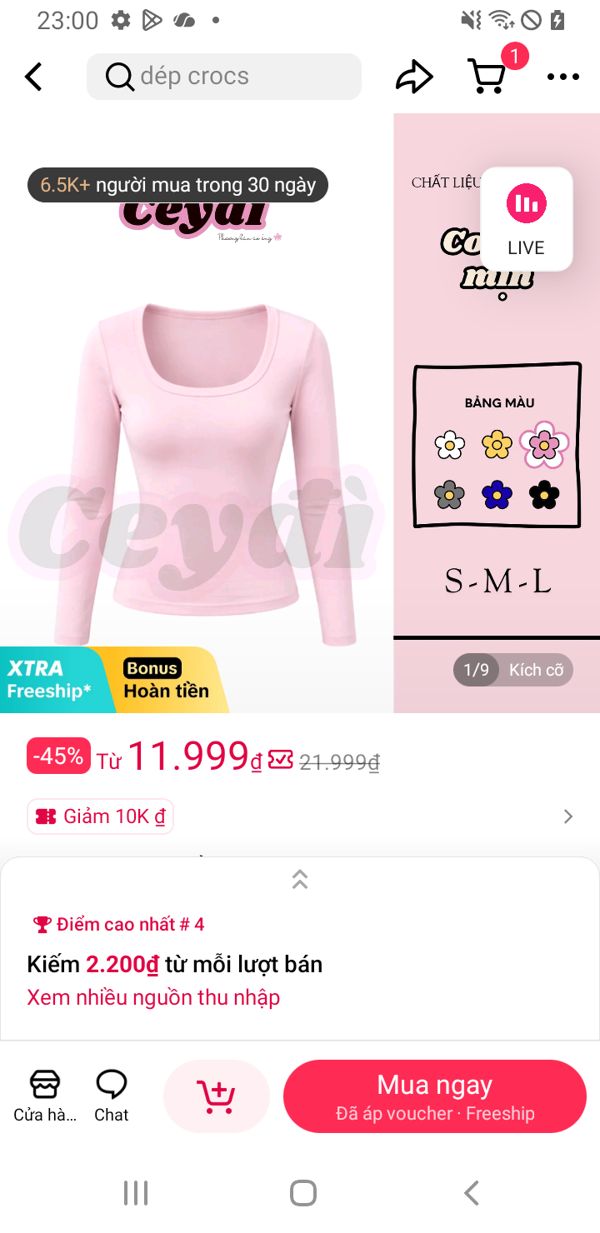 23:00
dép crocs
1
6.5K+ người mua trong 30 ngày
Ceydi
CHẤT LIỆU
LIVE
mịn
BẢNG MÀU
Ceydì
S-M-L
XTRA
Freeship*
Bonus
Hoàn tiền
1/9 Kích cỡ
-45% Từ 11.999₫ 21.999₫
Giảm 10K ₫
Điểm cao nhất # 4
Kiếm 2.200₫ từ mỗi lượt bán
Xem nhiều nguồn thu nhập
Cửa hà...
Chat
Mua ngay
Đã áp voucher · Freeship